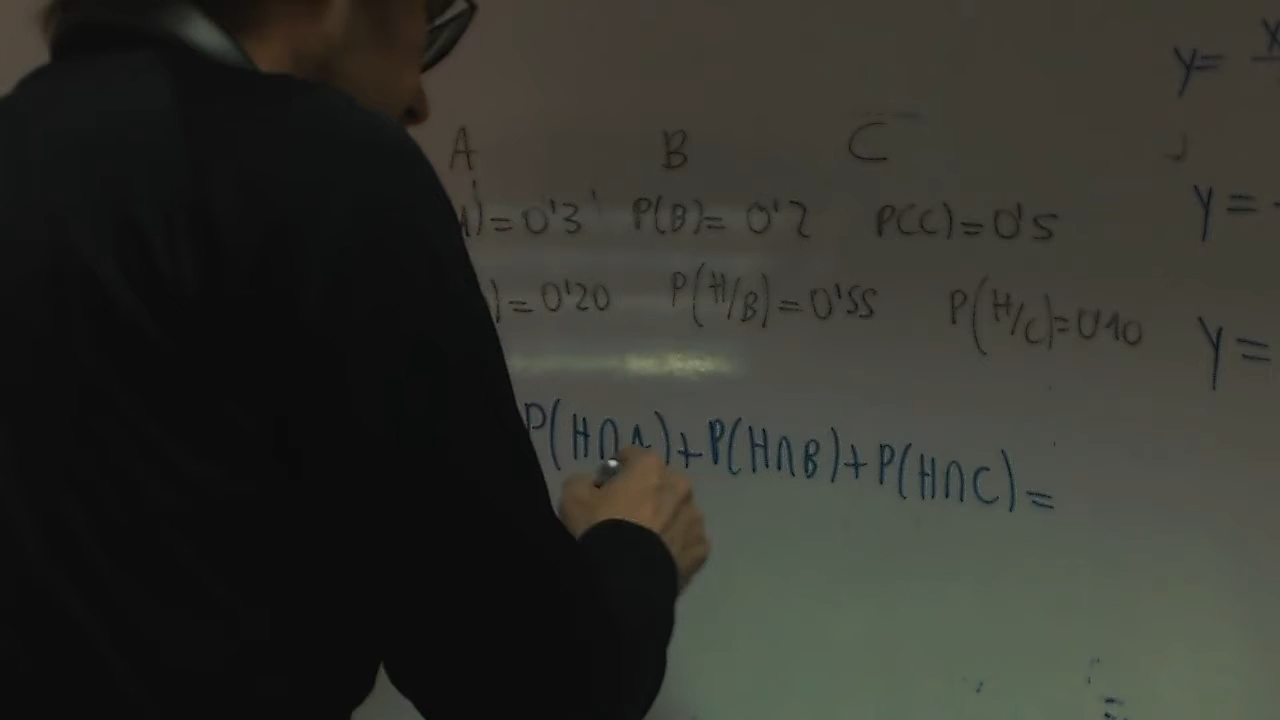 A B C
)=0'3 P(B)= 0'2 P(C)=0'5
)=0'20 P(H/B)=0'55 P(H/C)=0'10
P(H∩A)+P(H∩B)+P(H∩C)=
y=
y=
y=